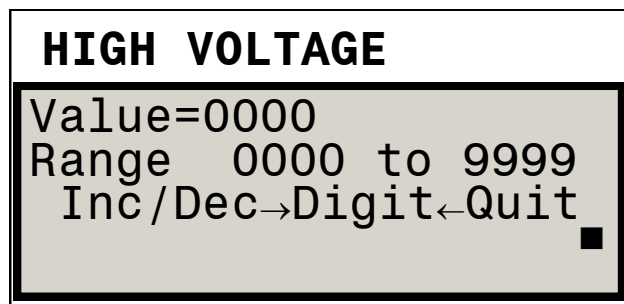 HIGH VOLTAGE
Value=0000
Range 0000 to 9999
Inc/Dec→Digit←Quit